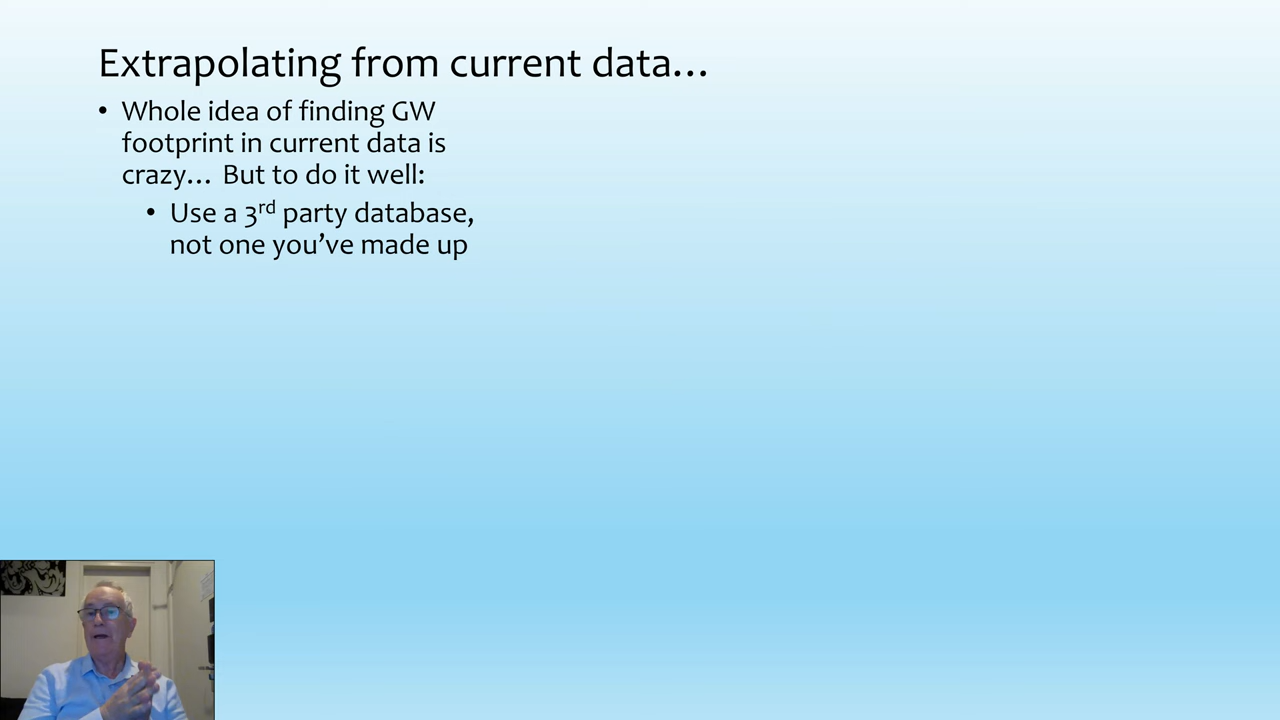 Extrapolating from current data…
• Whole idea of finding GW
footprint in current data is
crazy… But to do it well:
• Use a 3rd party database,
not one you’ve made up